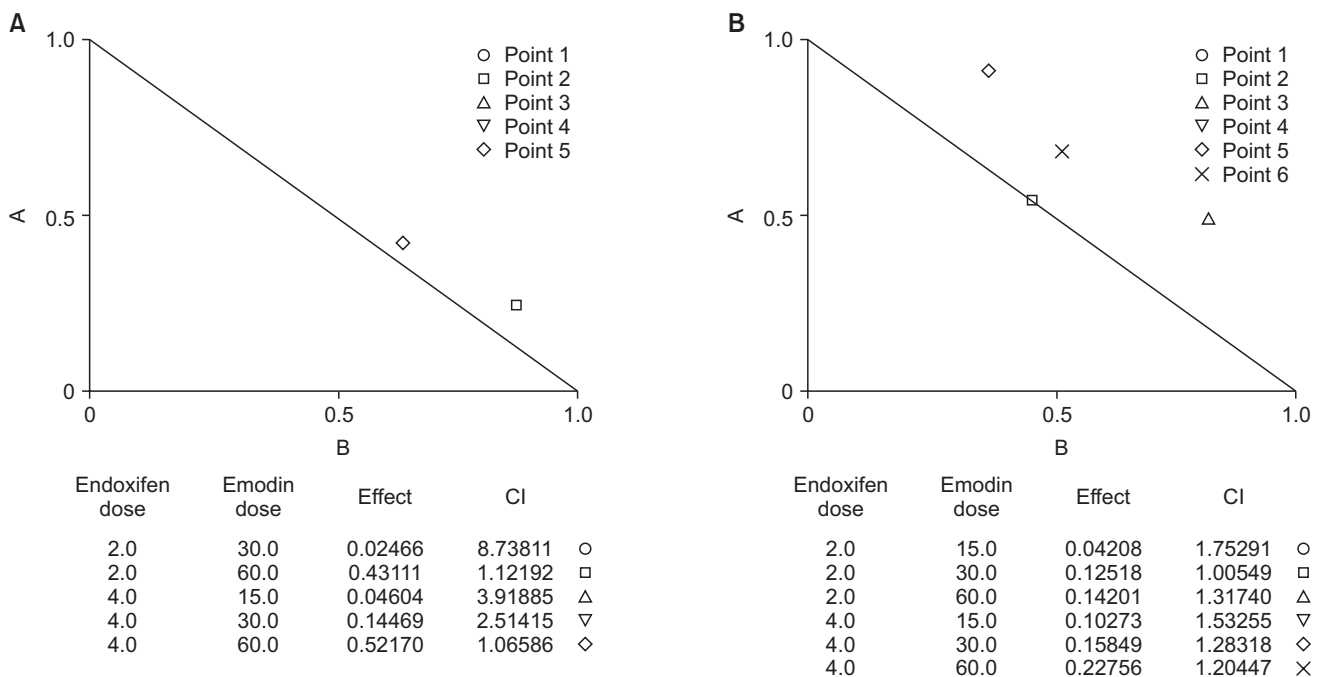 A
1.0
0.5
0
A
0
0.5
1.0
B
Point 1
Point 2
Point 3
Point 4
Point 5
Endoxifen dose Emodin dose Effect CI
2.0 30.0 0.02466 8.73811
2.0 60.0 0.43111 1.12192
4.0 15.0 0.04604 3.91885
4.0 30.0 0.14469 2.51415
4.0 60.0 0.52170 1.06586
B
1.0
0.5
0
A
0
0.5
1.0
B
Point 1
Point 2
Point 3
Point 4
Point 5
Point 6
Endoxifen dose Emodin dose Effect CI
2.0 15.0 0.04208 1.75291
2.0 30.0 0.12518 1.00549
2.0 60.0 0.14201 1.31740
4.0 15.0 0.10273 1.53255
4.0 30.0 0.15849 1.28318
4.0 60.0 0.22756 1.20447